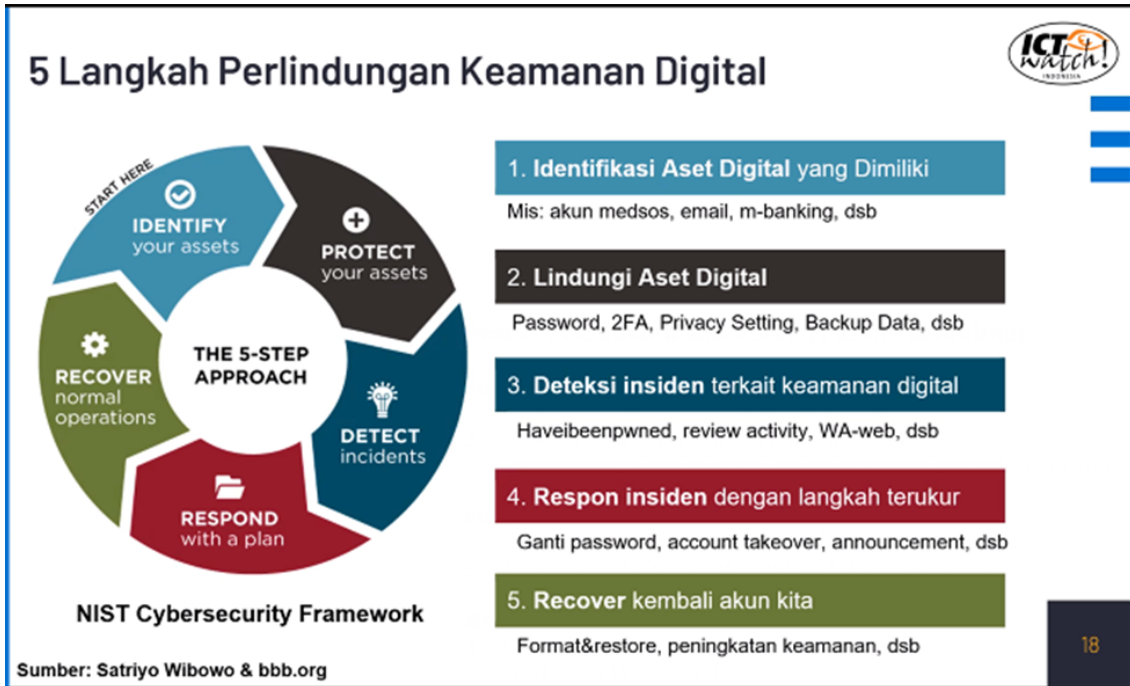 5 Langkah Perlindungan Keamanan Digital
ICT
watch!
INDONESIA
START HERE
IDENTIFY
your assets
PROTECT
your assets
DETECT
incidents
RESPOND
with a plan
RECOVER
normal
operations
THE 5-STEP
APPROACH
NIST Cybersecurity Framework
Sumber: Satriyo Wibowo & bbb.org
1. Identifikasi Aset Digital yang Dimiliki
Mis: akun medsos, email, m-banking, dsb
2. Lindungi Aset Digital
Password, 2FA, Privacy Setting, Backup Data, dsb
3. Deteksi insiden terkait keamanan digital
Haveibeenpwned, review activity, WA-web, dsb
4. Respon insiden dengan langkah terukur
Ganti password, account takeover, announcement, dsb
5. Recover kembali akun kita
Format&restore, peningkatan keamanan, dsb
18